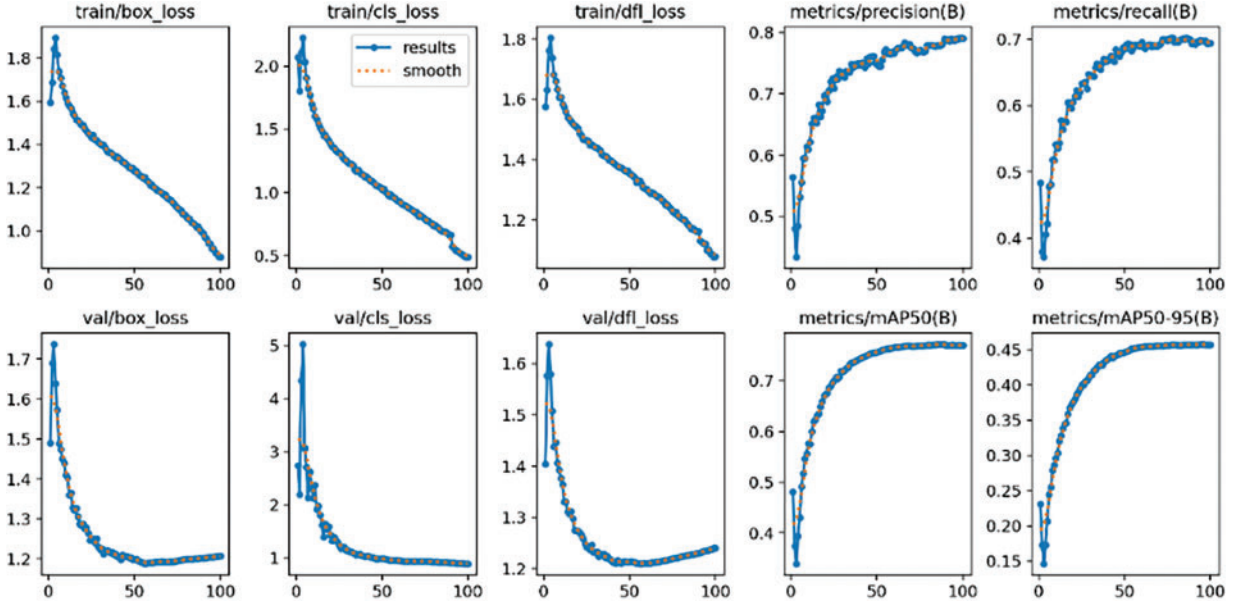 train/box_loss
train/cls_loss
train/dfl_loss
metrics/precision(B)
metrics/recall(B)
1.8
1.6
1.4
1.2
1.0
0 50 100
2.0
1.5
1.0
0.5
results
smooth
0 50 100
1.8
1.6
1.4
1.2
0 50 100
0.8
0.7
0.6
0.5
0 50 100
0.7
0.6
0.5
0.4
0 50 100
val/box_loss
val/cls_loss
val/dfl_loss
metrics/mAP50(B)
metrics/mAP50-95(B)
1.7
1.6
1.5
1.4
1.3
1.2
0 50 100
5
4
3
2
1
0 50 100
1.6
1.5
1.4
1.3
1.2
0 50 100
0.7
0.6
0.5
0.4
0 50 100
0.45
0.40
0.35
0.30
0.25
0.20
0.15
0 50 100